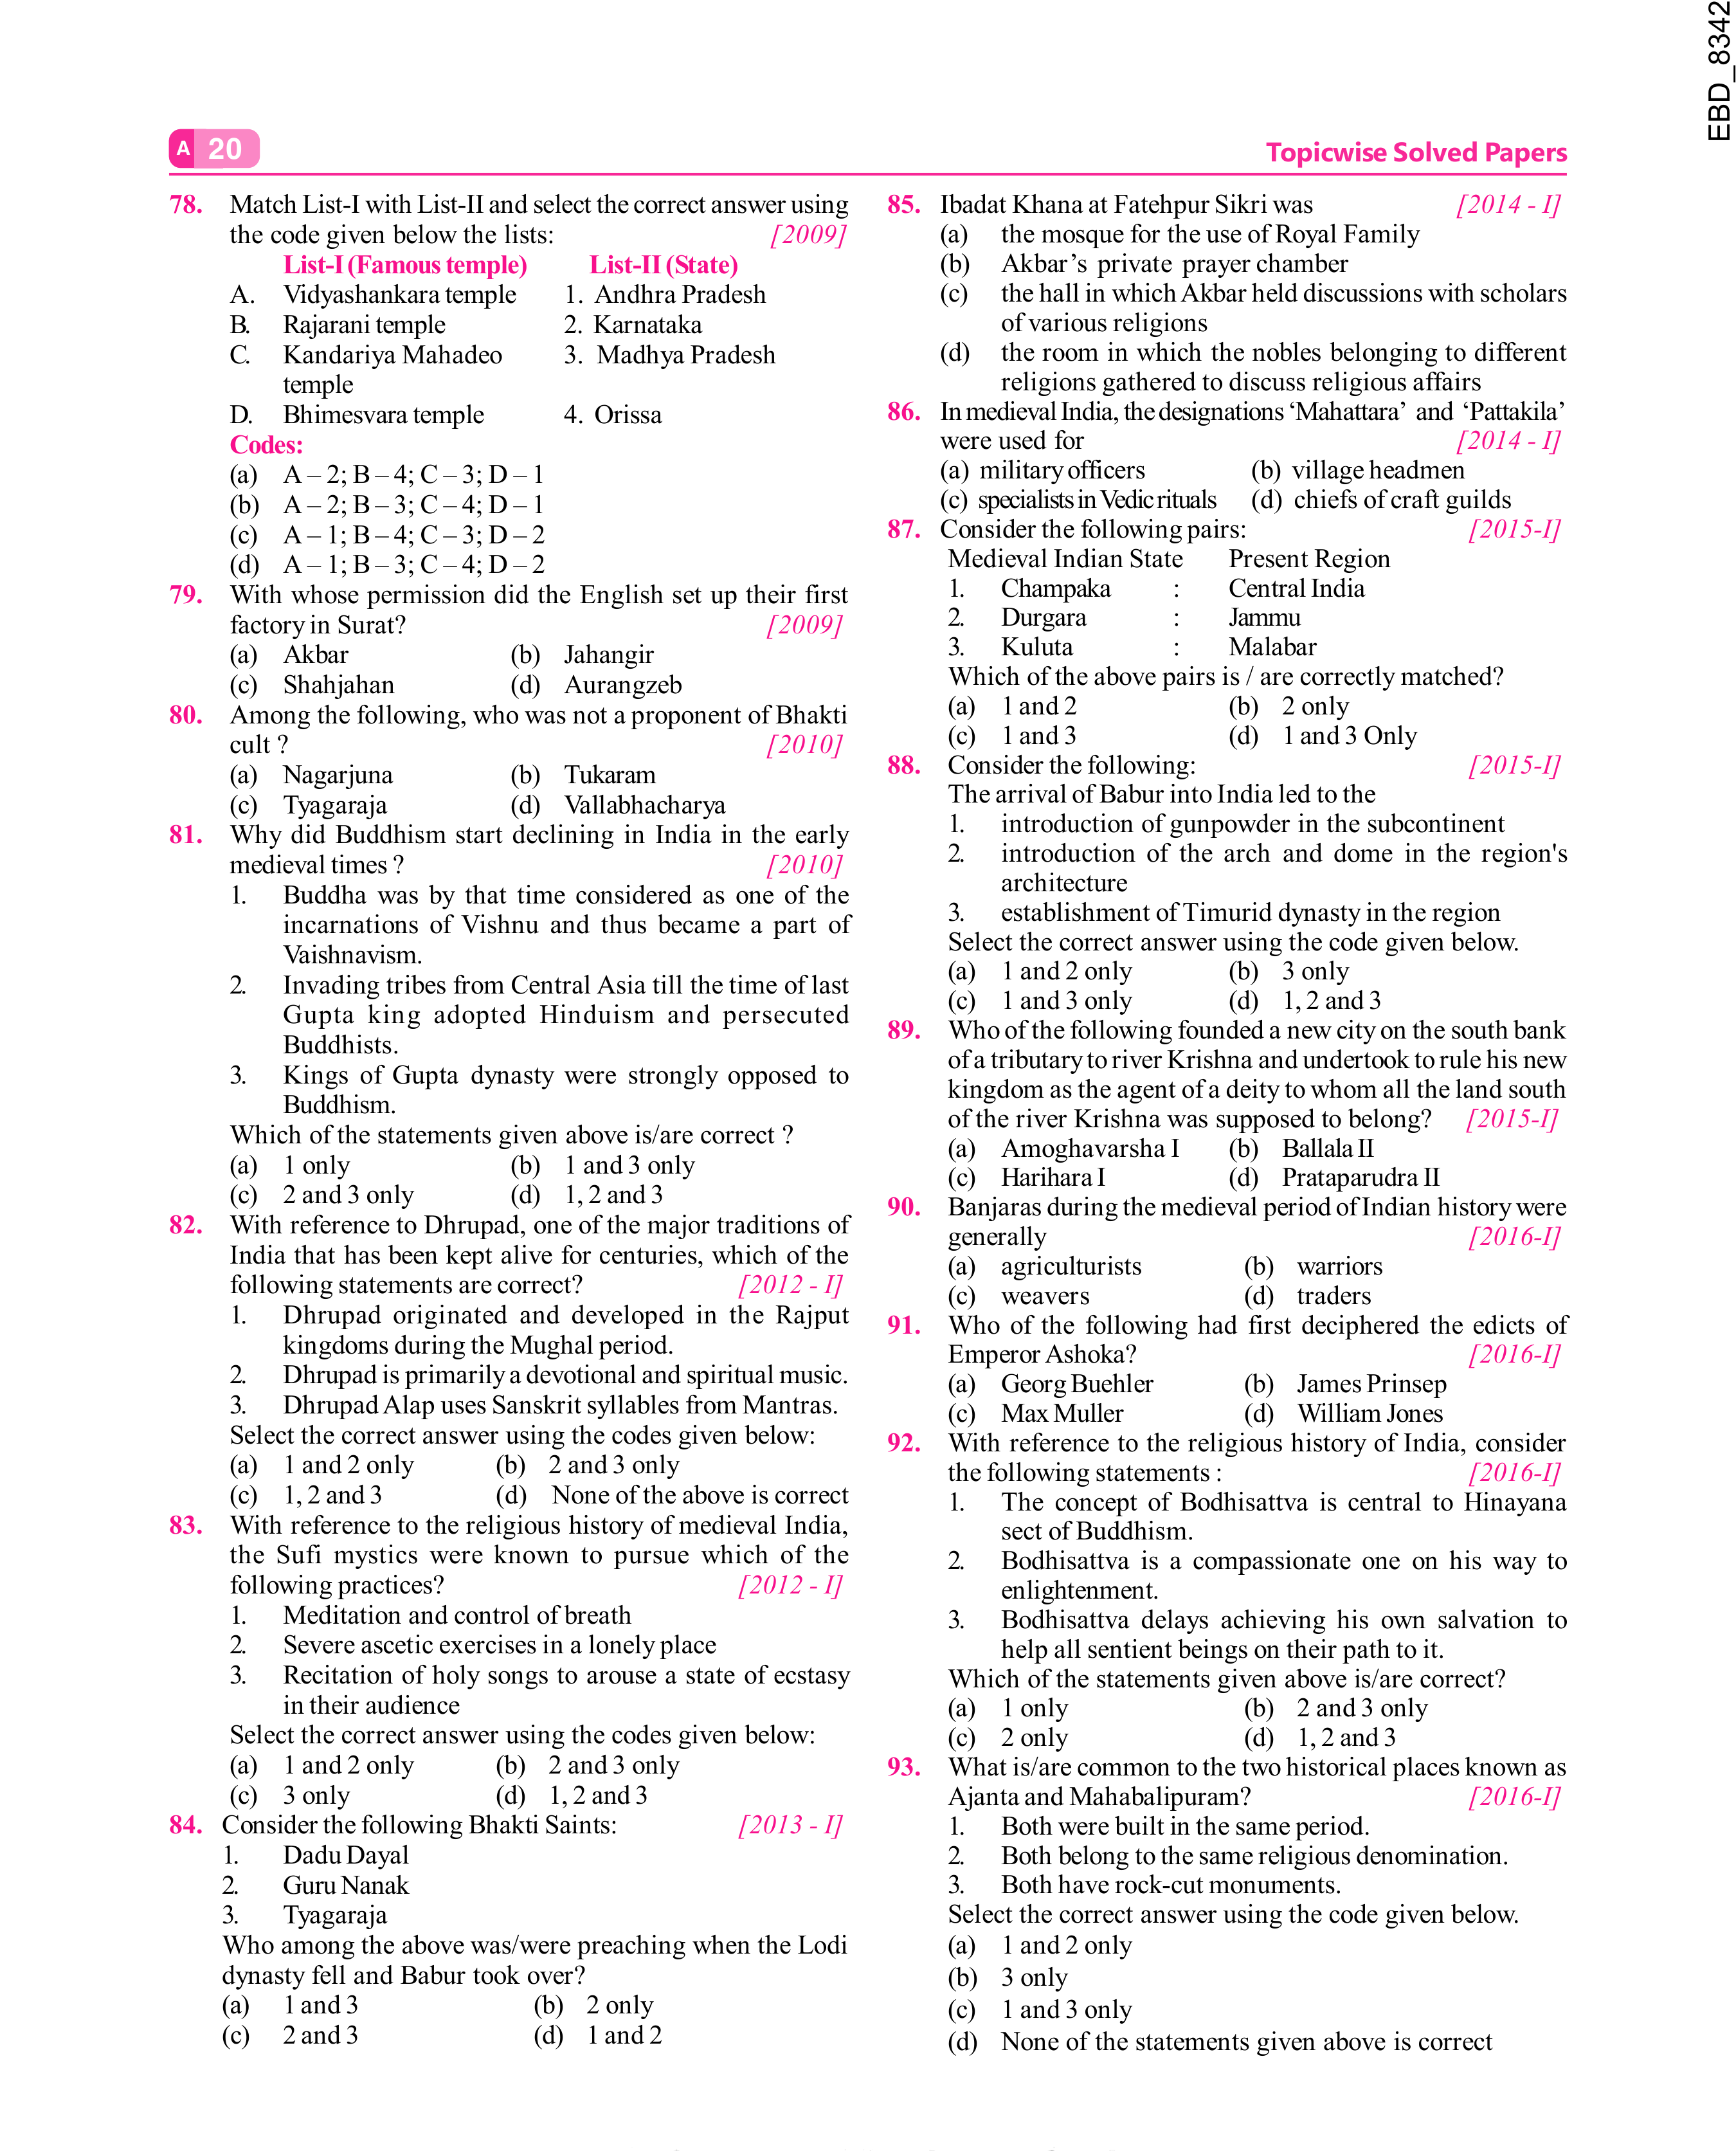 EBD_8342
A 20
Topicwise Solved Papers
78. Match List-I with List-II and select the correct answer using
the code given below the lists: [2009]
List-I (Famous temple) List-II (State)
A. Vidyashankara temple 1. Andhra Pradesh
B. Rajarani temple 2. Karnataka
C. Kandariya Mahadeo 3. Madhya Pradesh
temple
D. Bhimesvara temple 4. Orissa
Codes:
(a) A – 2; B – 4; C – 3; D – 1
(b) A – 2; B – 3; C – 4; D – 1
(c) A – 1; B – 4; C – 3; D – 2
(d) A – 1; B – 3; C – 4; D – 2
79. With whose permission did the English set up their first
factory in Surat? [2009]
(a) Akbar (b) Jahangir
(c) Shahjahan (d) Aurangzeb
80. Among the following, who was not a proponent of Bhakti
cult ? [2010]
(a) Nagarjuna (b) Tukaram
(c) Tyagaraja (d) Vallabhacharya
81. Why did Buddhism start declining in India in the early
medieval times ? [2010]
1. Buddha was by that time considered as one of the
incarnations of Vishnu and thus became a part of
Vaishnavism.
2. Invading tribes from Central Asia till the time of last
Gupta king adopted Hinduism and persecuted
Buddhists.
3. Kings of Gupta dynasty were strongly opposed to
Buddhism.
Which of the statements given above is/are correct ?
(a) 1 only (b) 1 and 3 only
(c) 2 and 3 only (d) 1, 2 and 3
82. With reference to Dhrupad, one of the major traditions of
India that has been kept alive for centuries, which of the
following statements are correct? [2012 - I]
1. Dhrupad originated and developed in the Rajput
kingdoms during the Mughal period.
2. Dhrupad is primarily a devotional and spiritual music.
3. Dhrupad Alap uses Sanskrit syllables from Mantras.
Select the correct answer using the codes given below:
(a) 1 and 2 only (b) 2 and 3 only
(c) 1, 2 and 3 (d) None of the above is correct
83. With reference to the religious history of medieval India,
the Sufi mystics were known to pursue which of the
following practices? [2012 - I]
1. Meditation and control of breath
2. Severe ascetic exercises in a lonely place
3. Recitation of holy songs to arouse a state of ecstasy
in their audience
Select the correct answer using the codes given below:
(a) 1 and 2 only (b) 2 and 3 only
(c) 3 only (d) 1, 2 and 3
84. Consider the following Bhakti Saints: [2013 - I]
1. Dadu Dayal
2. Guru Nanak
3. Tyagaraja
Who among the above was/were preaching when the Lodi
dynasty fell and Babur took over?
(a) 1 and 3 (b) 2 only
(c) 2 and 3 (d) 1 and 2
85. Ibadat Khana at Fatehpur Sikri was [2014 - I]
(a) the mosque for the use of Royal Family
(b) Akbar’s private prayer chamber
(c) the hall in which Akbar held discussions with scholars
of various religions
(d) the room in which the nobles belonging to different
religions gathered to discuss religious affairs
86. In medieval India, the designations ‘Mahattara’ and ‘Pattakila’
were used for [2014 - I]
(a) military officers (b) village headmen
(c) specialists in Vedic rituals (d) chiefs of craft guilds
87. Consider the following pairs: [2015-I]
Medieval Indian State Present Region
1. Champaka : Central India
2. Durgara : Jammu
3. Kuluta : Malabar
Which of the above pairs is / are correctly matched?
(a) 1 and 2 (b) 2 only
(c) 1 and 3 (d) 1 and 3 Only
88. Consider the following: [2015-I]
The arrival of Babur into India led to the
1. introduction of gunpowder in the subcontinent
2. introduction of the arch and dome in the region's
architecture
3. establishment of Timurid dynasty in the region
Select the correct answer using the code given below.
(a) 1 and 2 only (b) 3 only
(c) 1 and 3 only (d) 1, 2 and 3
89. Who of the following founded a new city on the south bank
of a tributary to river Krishna and undertook to rule his new
kingdom as the agent of a deity to whom all the land south
of the river Krishna was supposed to belong? [2015-I]
(a) Amoghavarsha I (b) Ballala II
(c) Harihara I (d) Prataparudra II
90. Banjaras during the medieval period of Indian history were
generally [2016-I]
(a) agriculturists (b) warriors
(c) weavers (d) traders
91. Who of the following had first deciphered the edicts of
Emperor Ashoka? [2016-I]
(a) Georg Buehler (b) James Prinsep
(c) Max Muller (d) William Jones
92. With reference to the religious history of India, consider
the following statements : [2016-I]
1. The concept of Bodhisattva is central to Hinayana
sect of Buddhism.
2. Bodhisattva is a compassionate one on his way to
enlightenment.
3. Bodhisattva delays achieving his own salvation to
help all sentient beings on their path to it.
Which of the statements given above is/are correct?
(a) 1 only (b) 2 and 3 only
(c) 2 only (d) 1, 2 and 3
93. What is/are common to the two historical places known as
Ajanta and Mahabalipuram? [2016-I]
1. Both were built in the same period.
2. Both belong to the same religious denomination.
3. Both have rock-cut monuments.
Select the correct answer using the code given below.
(a) 1 and 2 only
(b) 3 only
(c) 1 and 3 only
(d) None of the statements given above is correct